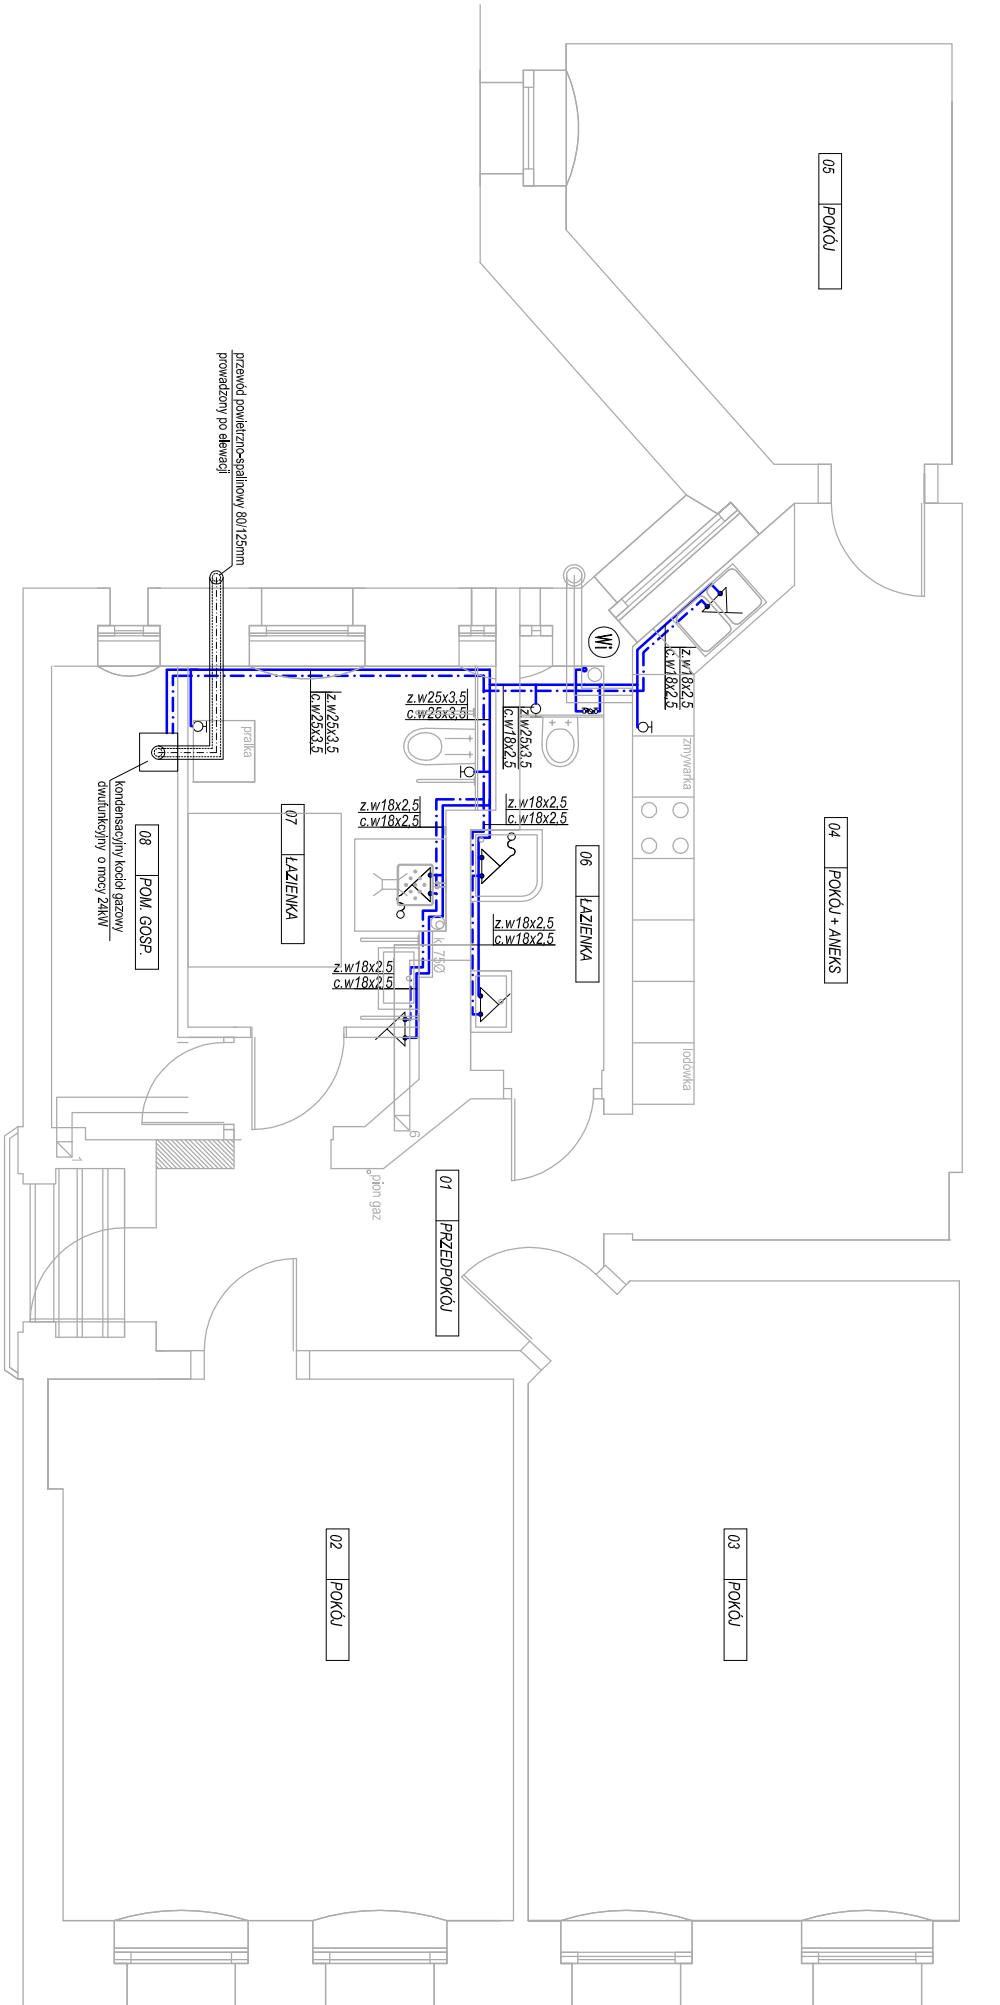 05 POKÓJ
przewód powietrzno-spalinowy 80/125mm
prowadzony po elewacji
Wi
z.w18x2,5
c.w18x2,5
z.w25x3,5
c.w25x3,5
z.w25x3,5
c.w25x3,5
z.w25x3,5
c.w18x2,5
pralka
zmywarka
kondensacyjny kocioł gazowy
dwufunkcyjny o mocy 24kW
z.w18x2,5
c.w18x2,5
z.w18x2,5
c.w18x2,5
08 POM. GOSP.
07 ŁAZIENKA
06 ŁAZIENKA
04 POKÓJ + ANEKS
z.w18x2,5
c.w18x2,5
k.75Ø
z.w18x2,5
c.w18x2,5
lodówka
6
1
pion gaz
01 PRZEDPOKÓJ
02 POKÓJ
03 POKÓJ